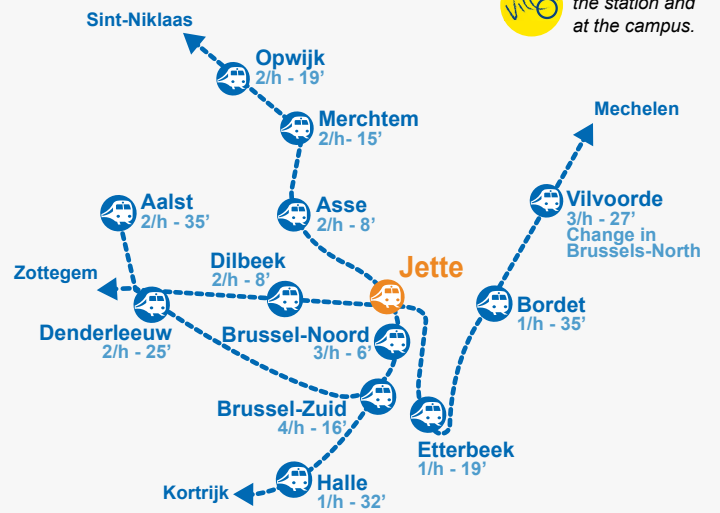 the station and
at the campus.
Villo
Sint-Niklaas
Opwijk
2/h - 19'
Merchtem
2/h- 15'
Mechelen
Aalst
2/h - 35'
Asse
2/h - 8'
Vilvoorde
3/h - 27'
Change in
Brussels-North
Zottegem
Dilbeek
2/h - 8'
Jette
Denderleeuw
2/h - 25'
Brussel-Noord
3/h - 6'
Bordet
1/h - 35'
Brussel-Zuid
4/h - 16'
Etterbeek
1/h - 19'
Kortrijk
Halle
1/h - 32'